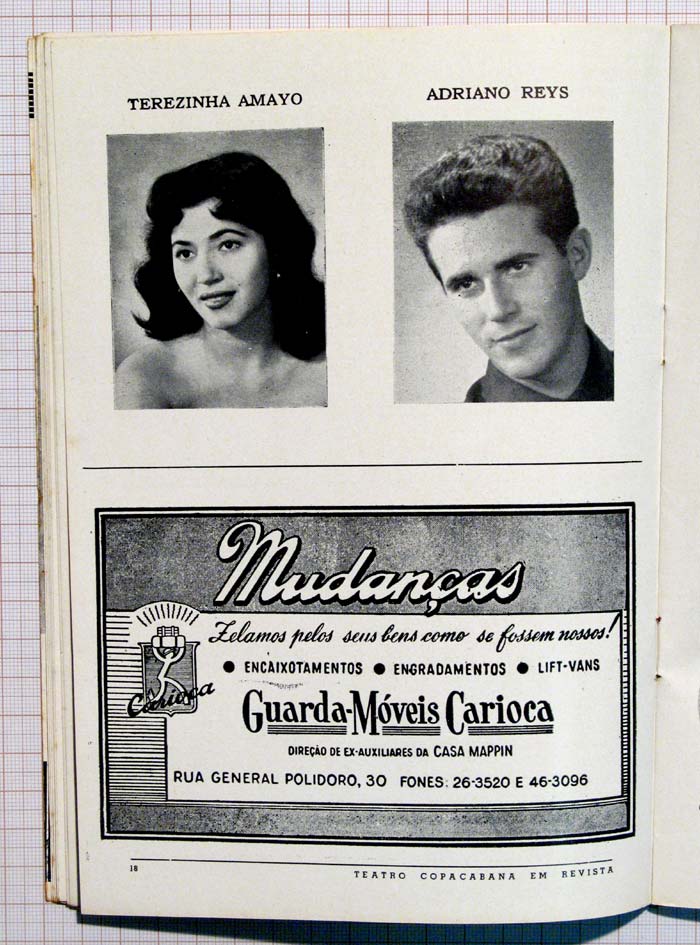 TEREZINHA AMAYO
ADRIANO REYS
Mudanças
Zelamos pelos seus bens como se fossem nossos!
● ENCAIXOTAMENTOS ● ENGRADAMENTOS ● LIFT-VANS
Carioca
Guarda-Móveis Carioca
DIREÇÃO DE EX-AUXILIARES DA CASA MAPPIN
RUA GENERAL POLIDORO, 30 FONES: 26-3520 E 46-3096
18
TEATRO COPACABANA EM REVISTA